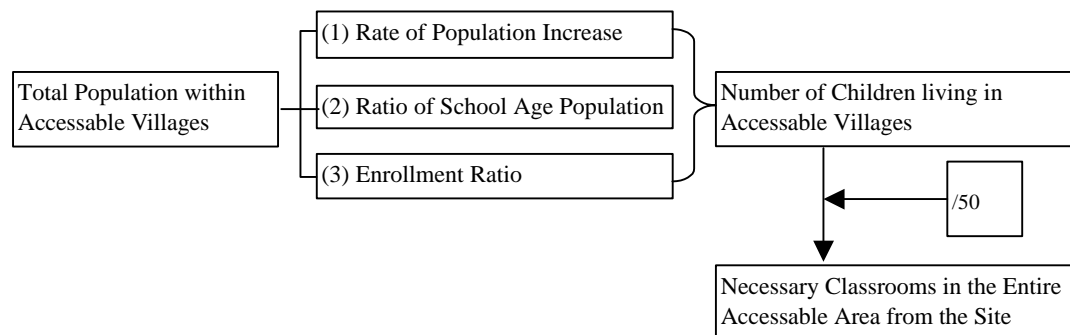 (1) Rate of Population Increase
Total Population within
Accessable Villages
(2) Ratio of School Age Population
(3) Enrollment Ratio
Number of Children living in
Accessable Villages
/50
Necessary Classrooms in the Entire
Accessable Area from the Site